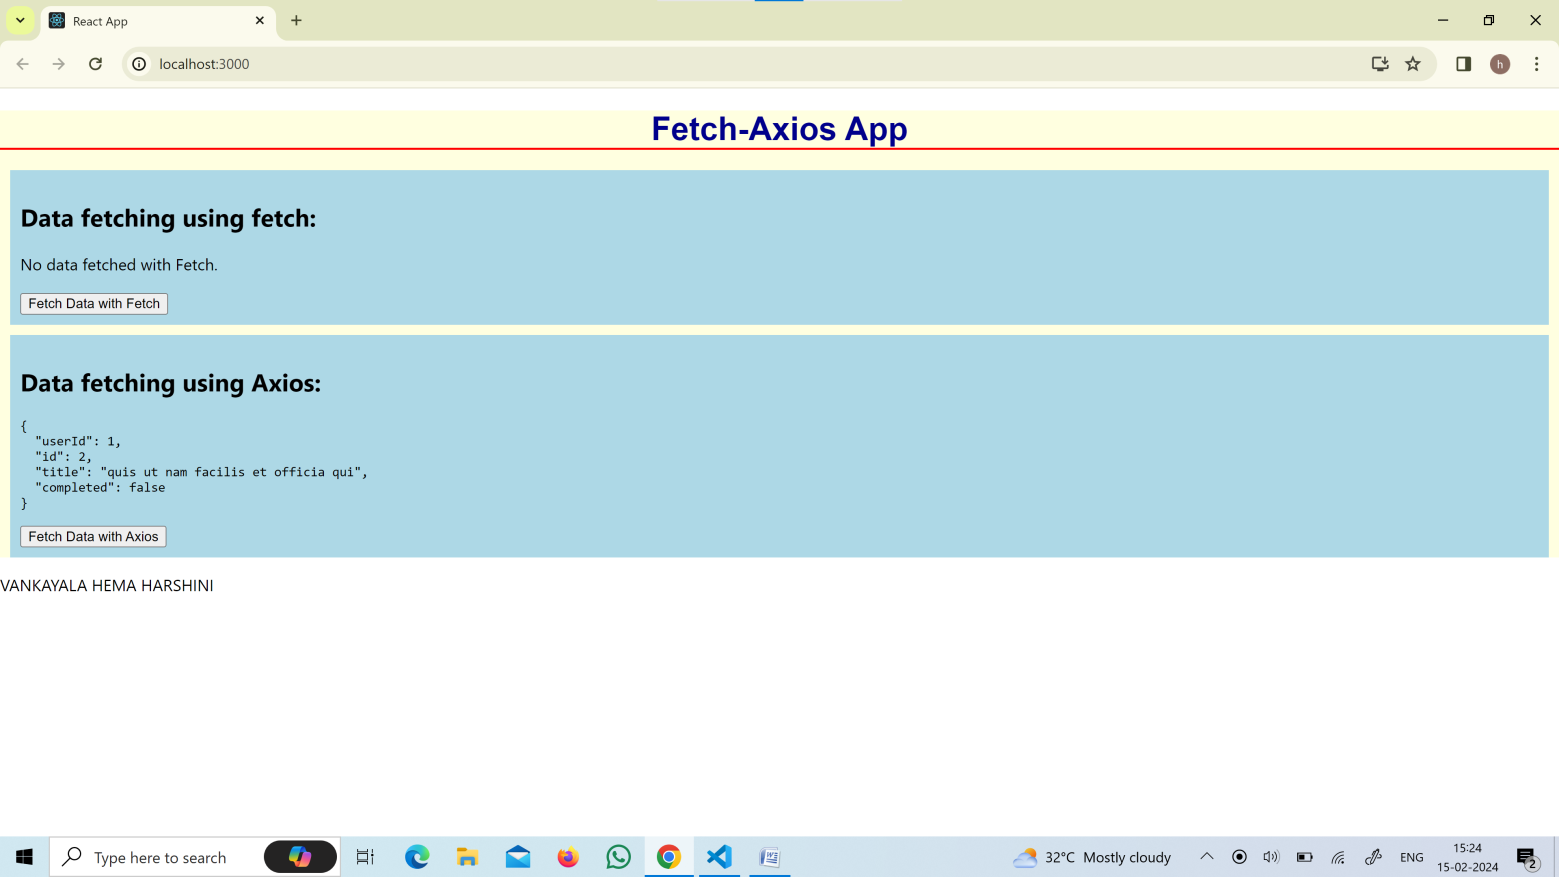 React App
localhost:3000
h
Fetch-Axios App
Data fetching using fetch:
No data fetched with Fetch.
Fetch Data with Fetch
Data fetching using Axios:
{
  "userId": 1,
  "id": 2,
  "title": "quis ut nam facilis et officia qui",
  "completed": false
}
Fetch Data with Axios
VANKAYALA HEMA HARSHINI
Type here to search
32°C Mostly cloudy
ENG
15:24
15-02-2024
2